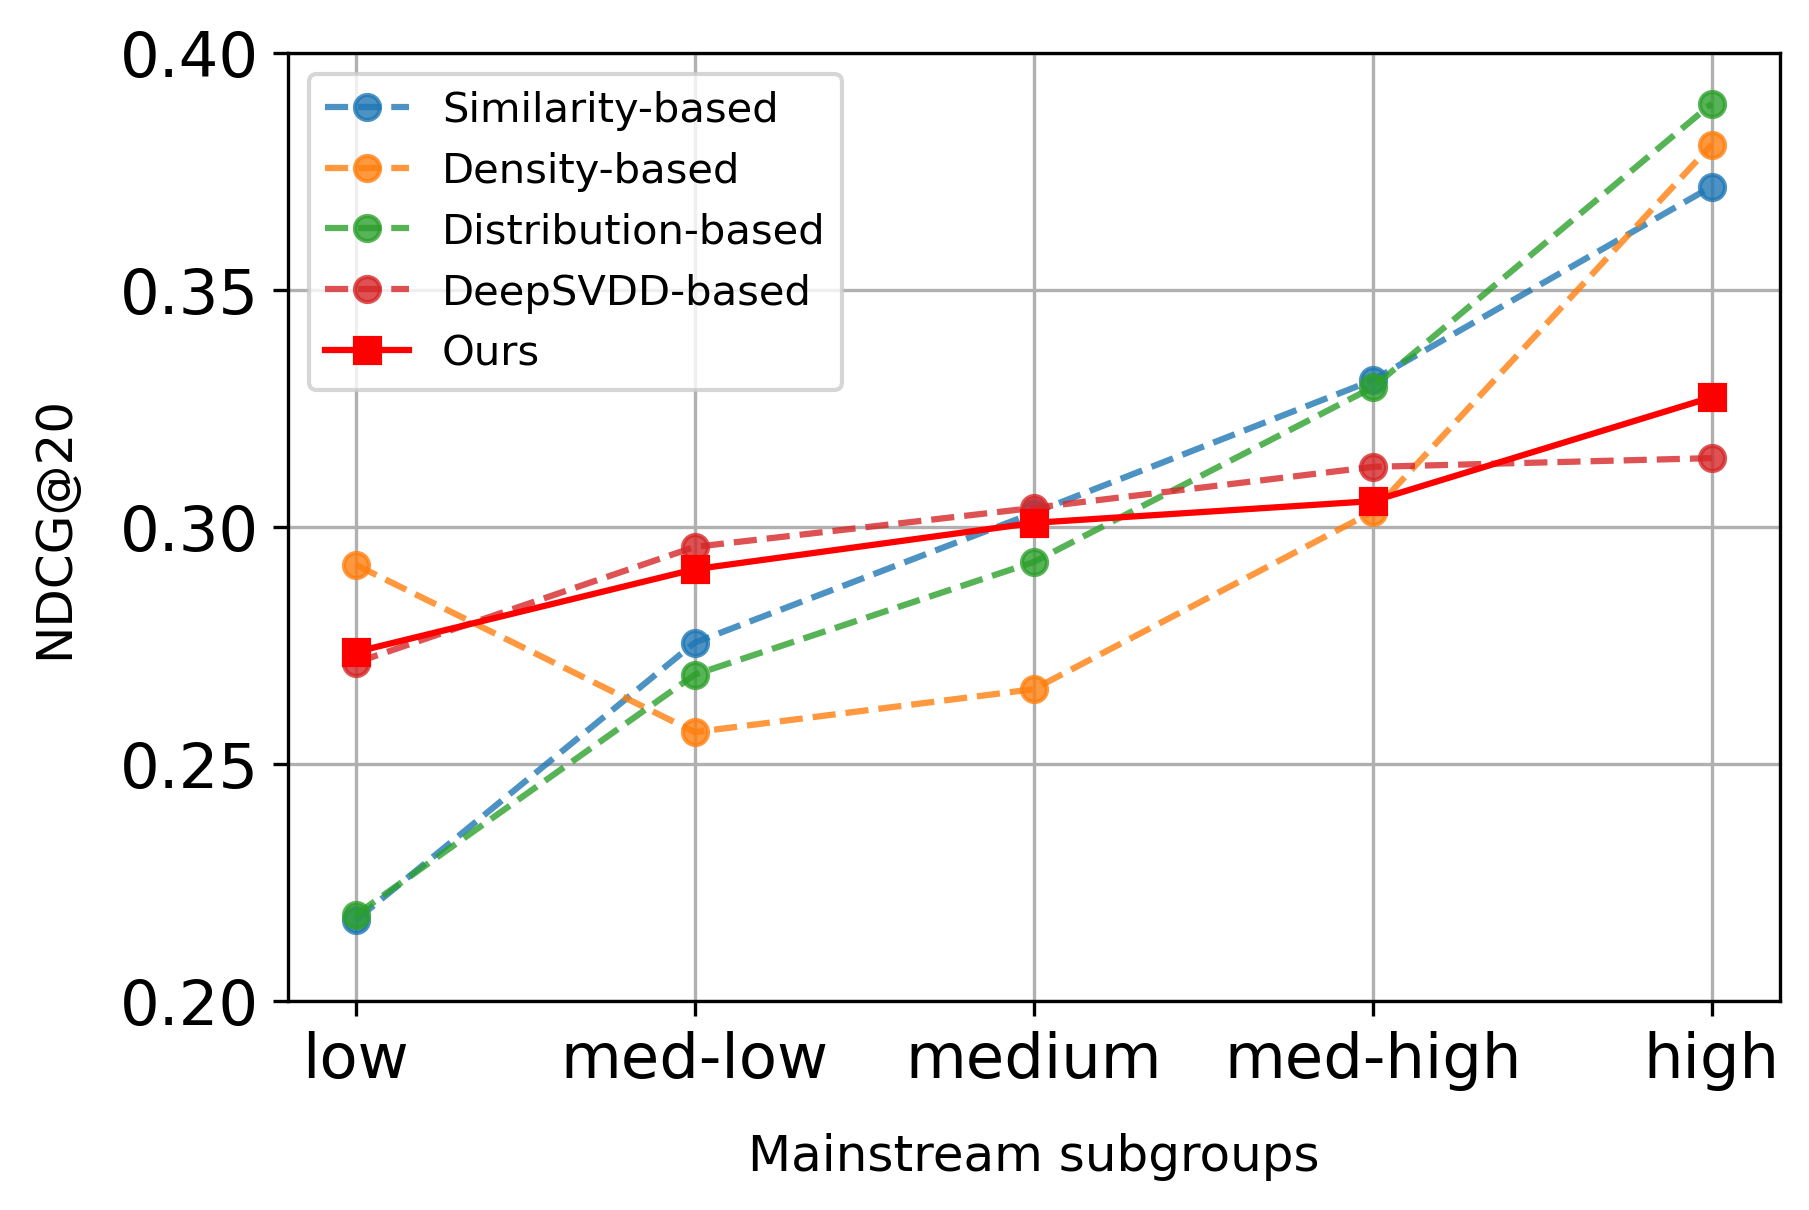 0.40
0.35
0.30
0.25
0.20
NDCG@20
Similarity-based
Density-based
Distribution-based
DeepSVDD-based
Ours
low med-low medium med-high high
Mainstream subgroups